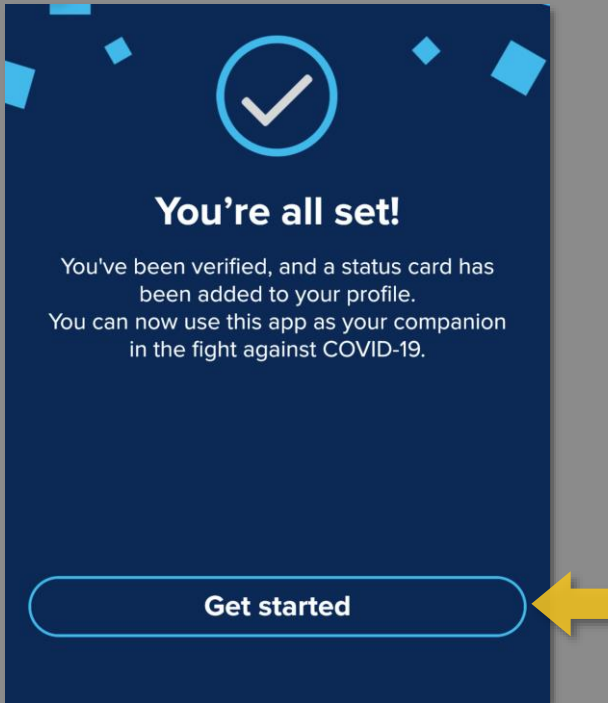 You’re all set!
You've been verified, and a status card has
been added to your profile.
You can now use this app as your companion
in the fight against COVID-19.
Get started